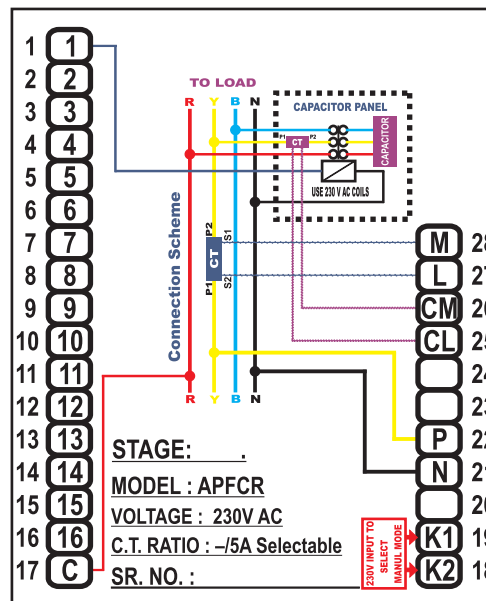 TO LOAD
R Y B N
CAPACITOR PANEL
P1 CT P2
CAPACITOR
USE 230 V AC COILS
Connection Scheme
P2 S1
CT
P1 S2
R Y B N
1 1
2 2
3 3
4 4
5 5
6 6
7 7
8 8
9 9
10 10
11 11
12 12
13 13
14 14
15 15
16 16
17 C
M 28
L 27
CM 26
CL 25
24
23
P 22
N 21
20
K1 19
K2 18
STAGE: .
MODEL : APFCR
VOLTAGE : 230V AC
C.T. RATIO : –/5A Selectable
SR. NO. :
230V INPUT TO
SELECT
MANUL MODE